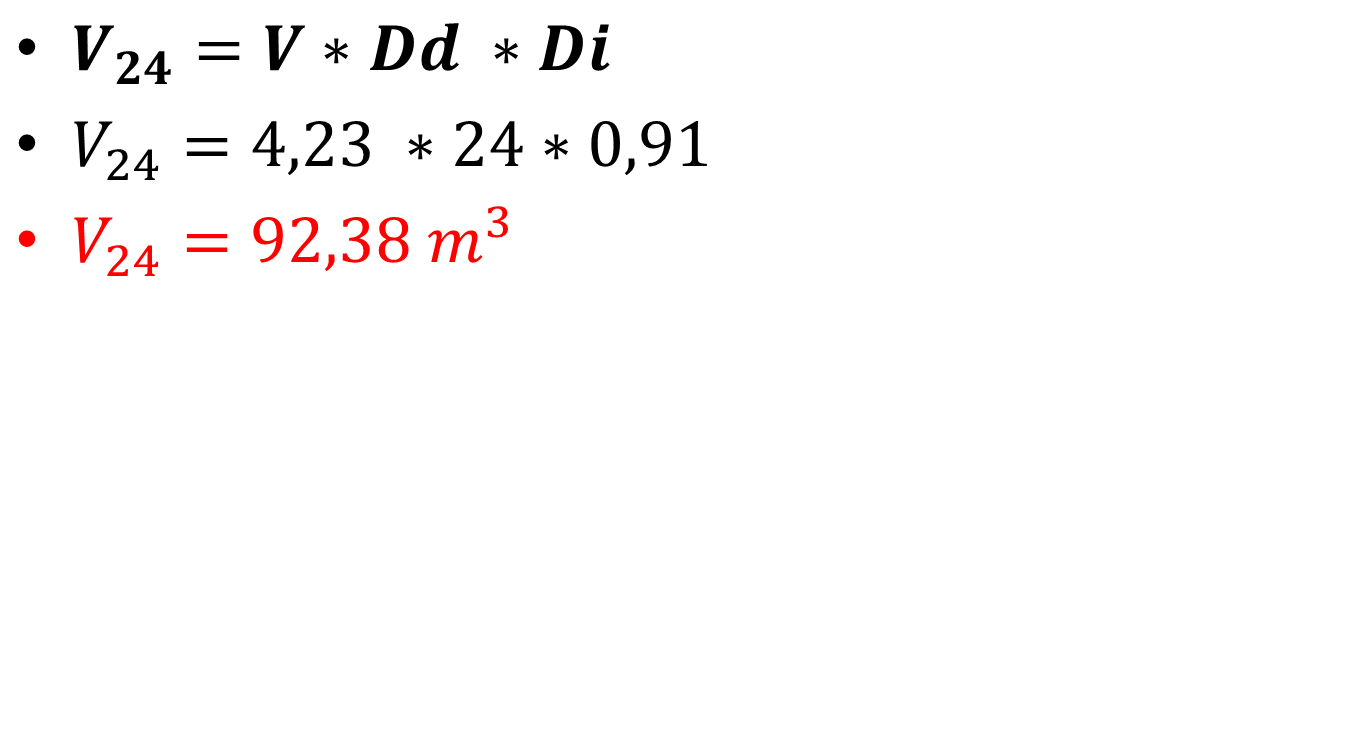 • V₂₄ = V ∗ Dd ∗ Di
• V₂₄ = 4,23 ∗ 24 ∗ 0,91
• V₂₄ = 92,38 m³